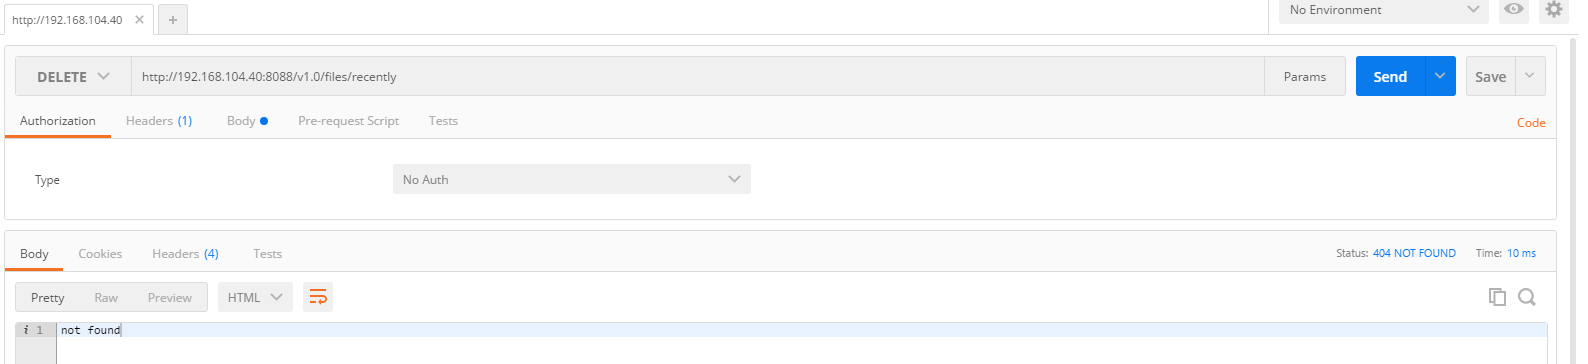 http://192.168.104.40
No Environment
DELETE
http://192.168.104.40:8088/v1.0/files/recently
Params
Send
Save
Authorization
Headers (1)
Body
Pre-request Script
Tests
Code
Type
No Auth
Body
Cookies
Headers (4)
Tests
Status: 404 NOT FOUND
Time: 10 ms
Pretty
Raw
Preview
HTML
i 1 not found